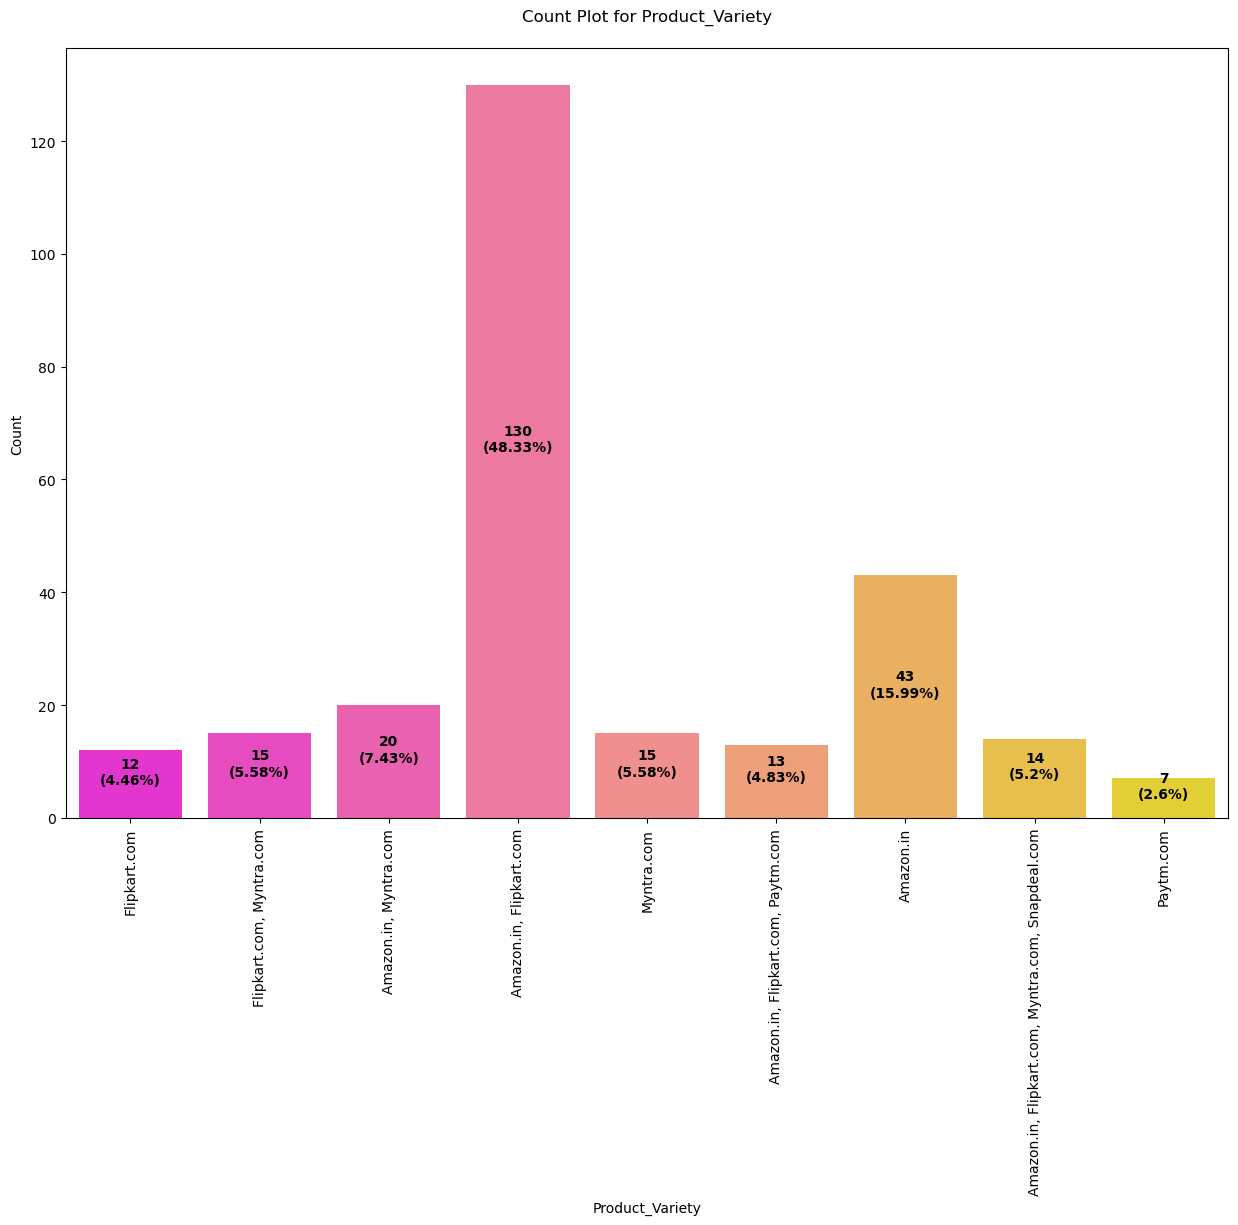 Count Plot for Product_Variety
Count
120
100
80
60
40
20
0
12
(4.46%)
15
(5.58%)
20
(7.43%)
130
(48.33%)
15
(5.58%)
13
(4.83%)
43
(15.99%)
14
(5.2%)
7
(2.6%)
Flipkart.com
Flipkart.com, Myntra.com
Amazon.in, Myntra.com
Amazon.in, Flipkart.com
Myntra.com
Amazon.in, Flipkart.com, Paytm.com
Amazon.in
Amazon.in, Flipkart.com, Myntra.com, Snapdeal.com
Paytm.com
Product_Variety